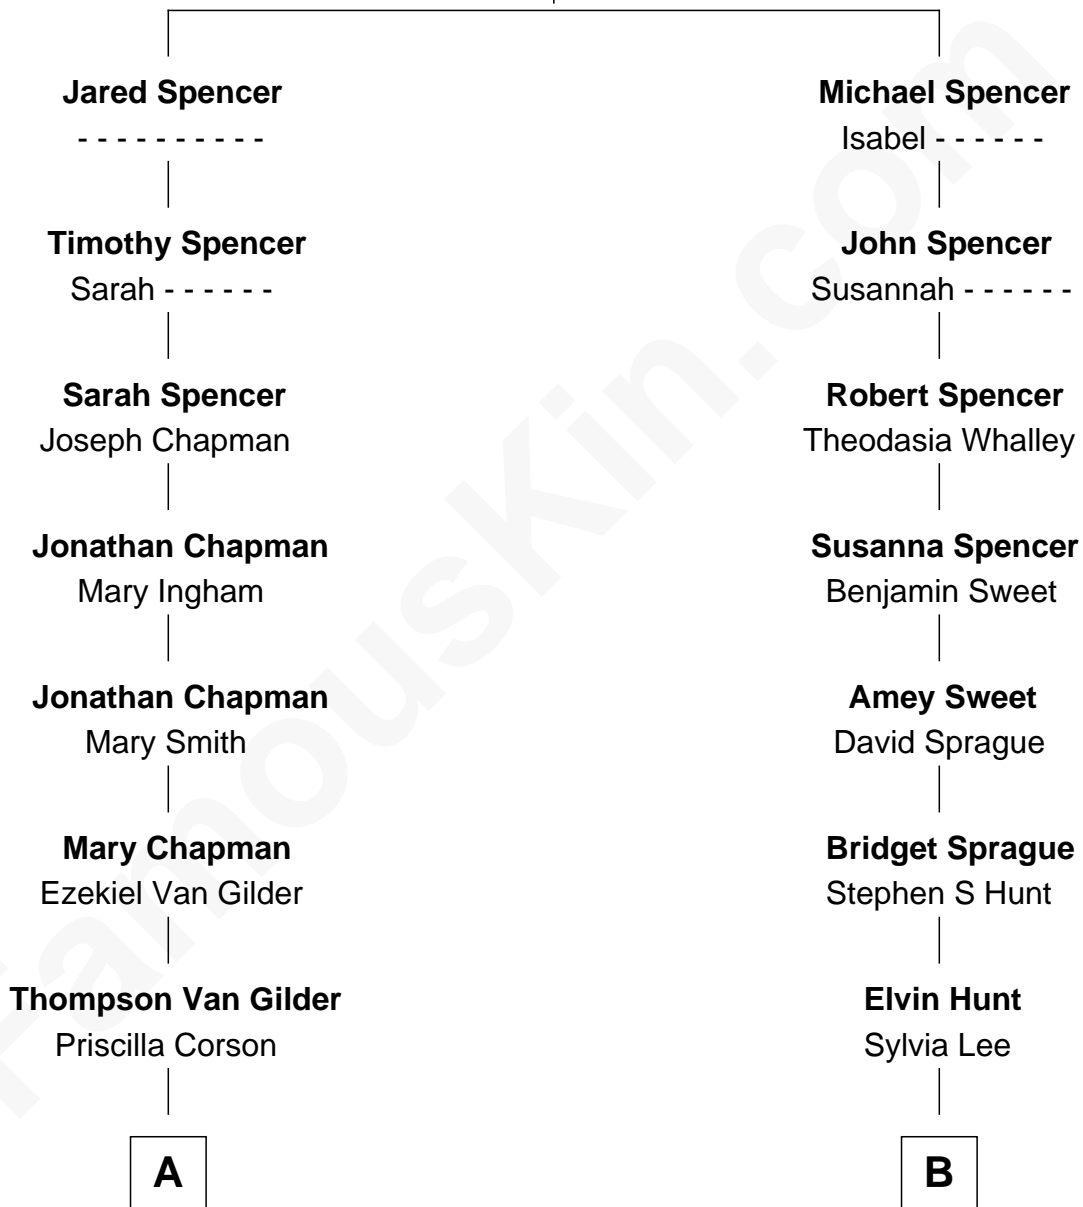 Jared Spencer
- - - - - - - - - -
Timothy Spencer
Sarah - - - - - -
Sarah Spencer
Joseph Chapman
Jonathan Chapman
Mary Ingham
Jonathan Chapman
Mary Smith
Mary Chapman
Ezekiel Van Gilder
Thompson Van Gilder
Priscilla Corson
A
Michael Spencer
Isabel - - - - - -
John Spencer
Susannah - - - - - -
Robert Spencer
Theodasia Whalley
Susanna Spencer
Benjamin Sweet
Amey Sweet
David Sprague
Bridget Sprague
Stephen S Hunt
Elvin Hunt
Sylvia Lee
B
FamousKin.com